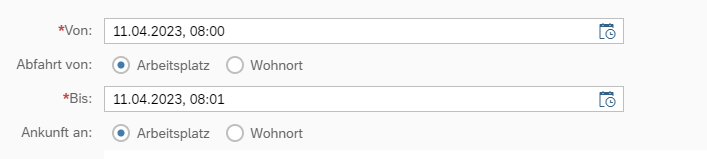 *Von: 11.04.2023, 08:00
Abfahrt von: Arbeitsplatz Wohnort
*Bis: 11.04.2023, 08:01
Ankunft an: Arbeitsplatz Wohnort